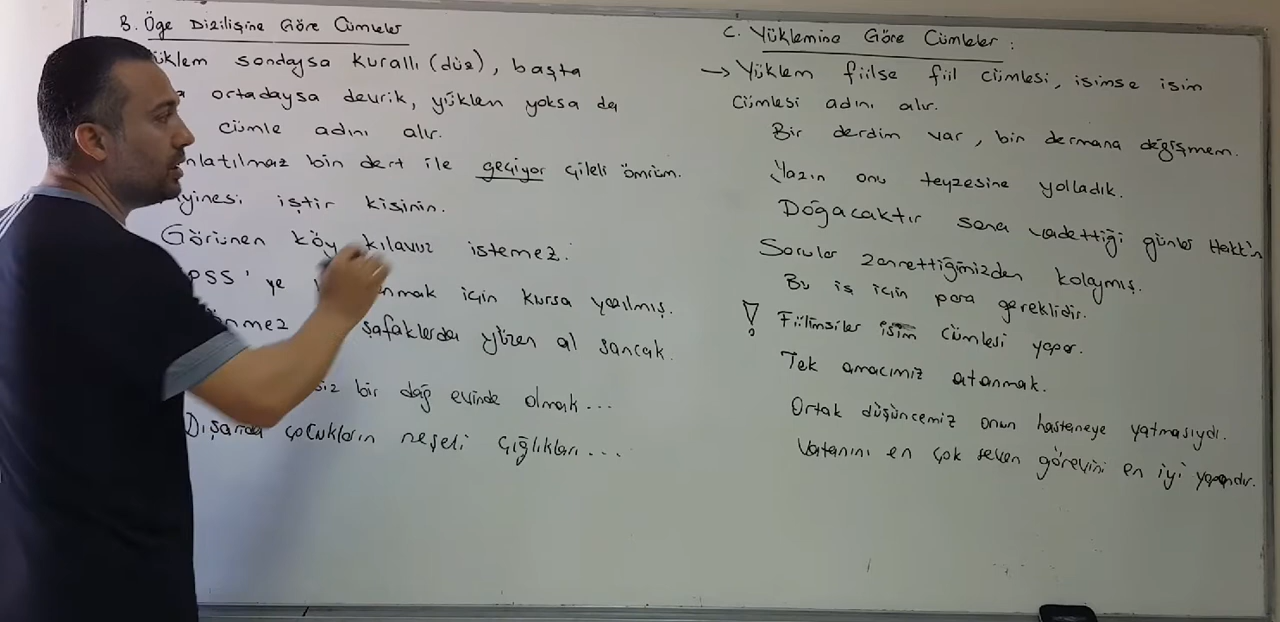 B. Öge Dizilişine Göre Cümleler
üklem sondaysa kurallı (düz), başta
ortadaysa devrik, yüklem yoksa da
cümle adını alır.
nlatılmaz bin dert ile geçiyor çileli ömrüm.
yinesi iştir kişinin.
Görünen köy kılavuz istemez.
PSS'ye nmak için kursa yazılmış.
nmez şafaklarda yüzen al sancak.
siz bir dağ evinde olmak...
Dışarıda çocukların neşeli çığlıkları...
C. Yüklemine Göre Cümleler:
→ Yüklem fiilse fiil cümlesi, isimse isim
cümlesi adını alır.
Bir derdim var, bin dermana değişmem.
Yazın onu teyzesine yolladık.
Doğacaktır sana vadettiği günler Hakk'ın
Sorular zannettiğimizden kolaymış.
Bu iş için para gereklidir.
! Fiilimsiler isim cümlesi yapar.
Tek amacımız atanmak.
Ortak düşüncemiz onun hastaneye yatmasıydı.
Vatanını en çok seven görevini en iyi yapandır.